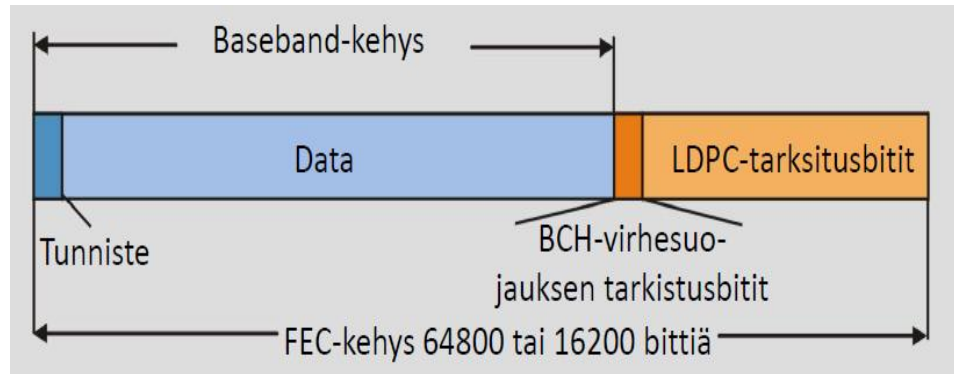 Baseband-kehys
Data
LDPC-tarksitusbitit
Tunniste
BCH-virhesuo-
jauksen tarkistusbitit
FEC-kehys 64800 tai 16200 bittiä